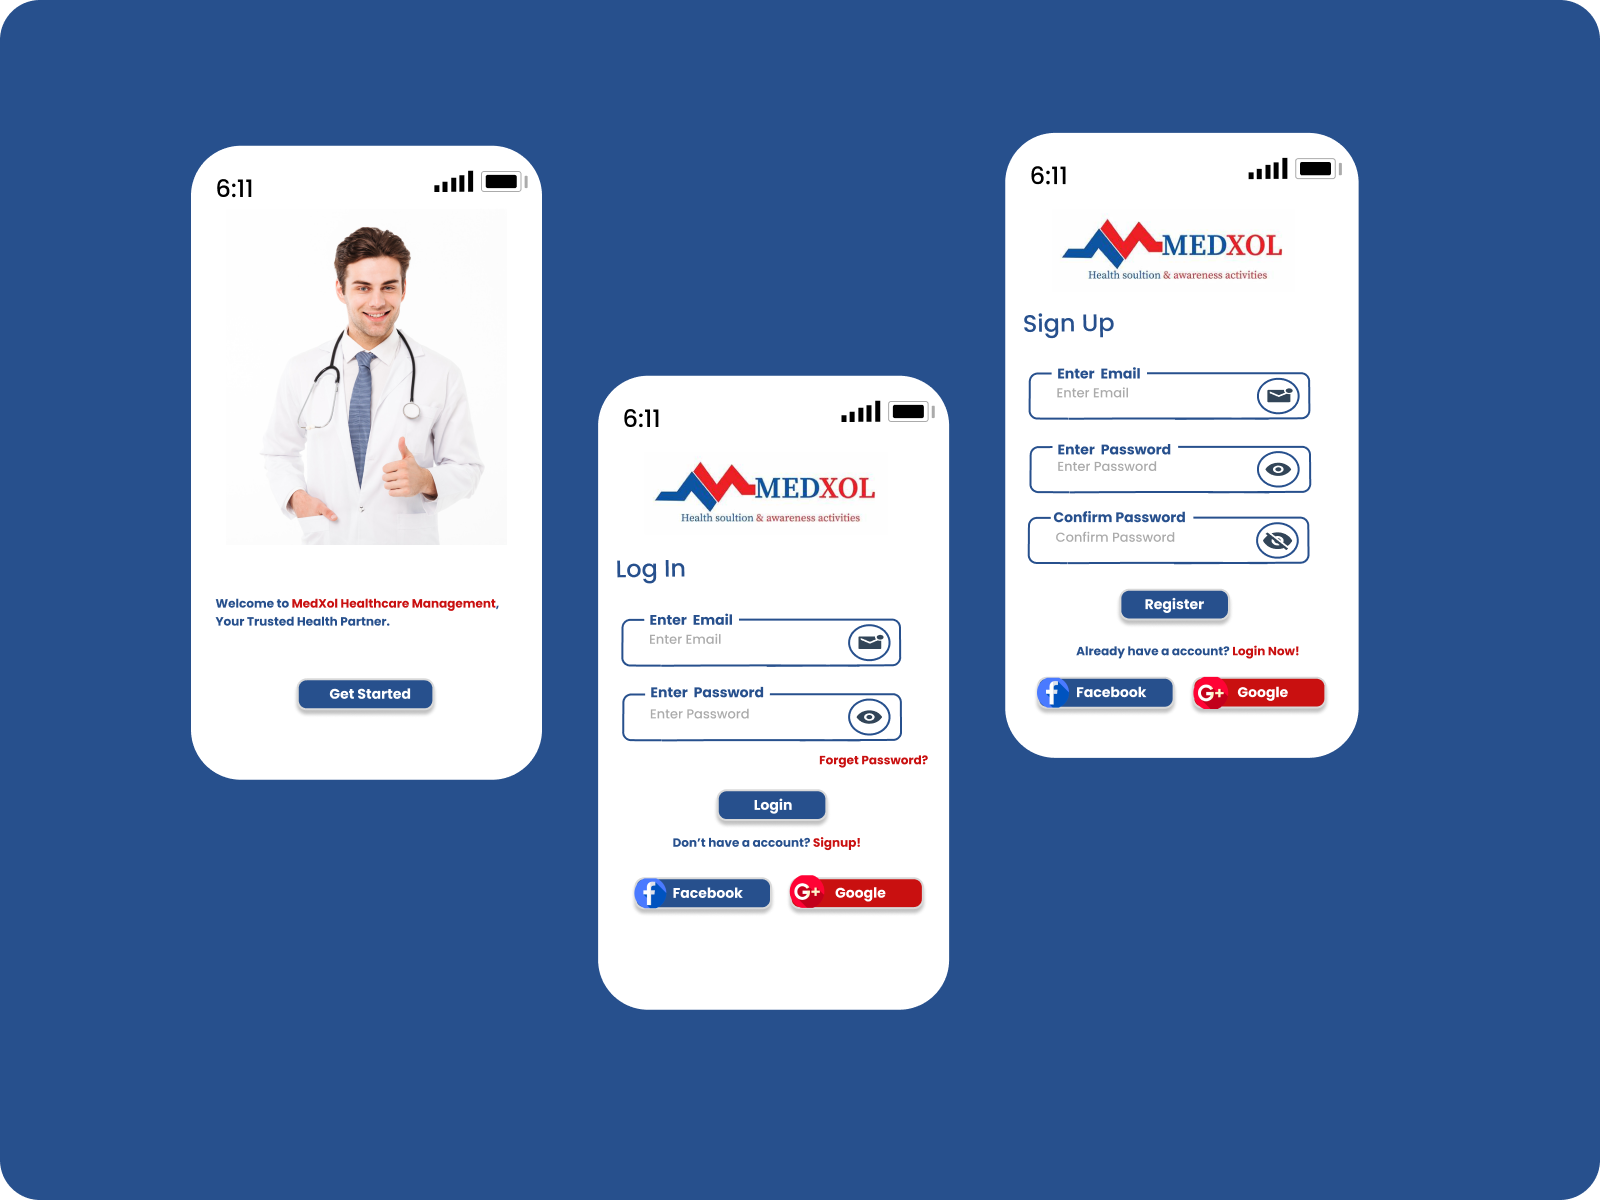 6:11
Welcome to MedXol Healthcare Management,
Your Trusted Health Partner.
Get Started
6:11
MEDXOL
Health soultion & awareness activities
Log In
Enter Email
Enter Email
Enter Password
Enter Password
Forget Password?
Login
Don't have a account? Signup!
f Facebook
G+ Google
6:11
MEDXOL
Health soultion & awareness activities
Sign Up
Enter Email
Enter Email
Enter Password
Enter Password
Confirm Password
Confirm Password
Register
Already have a account? Login Now!
f Facebook
G+ Google